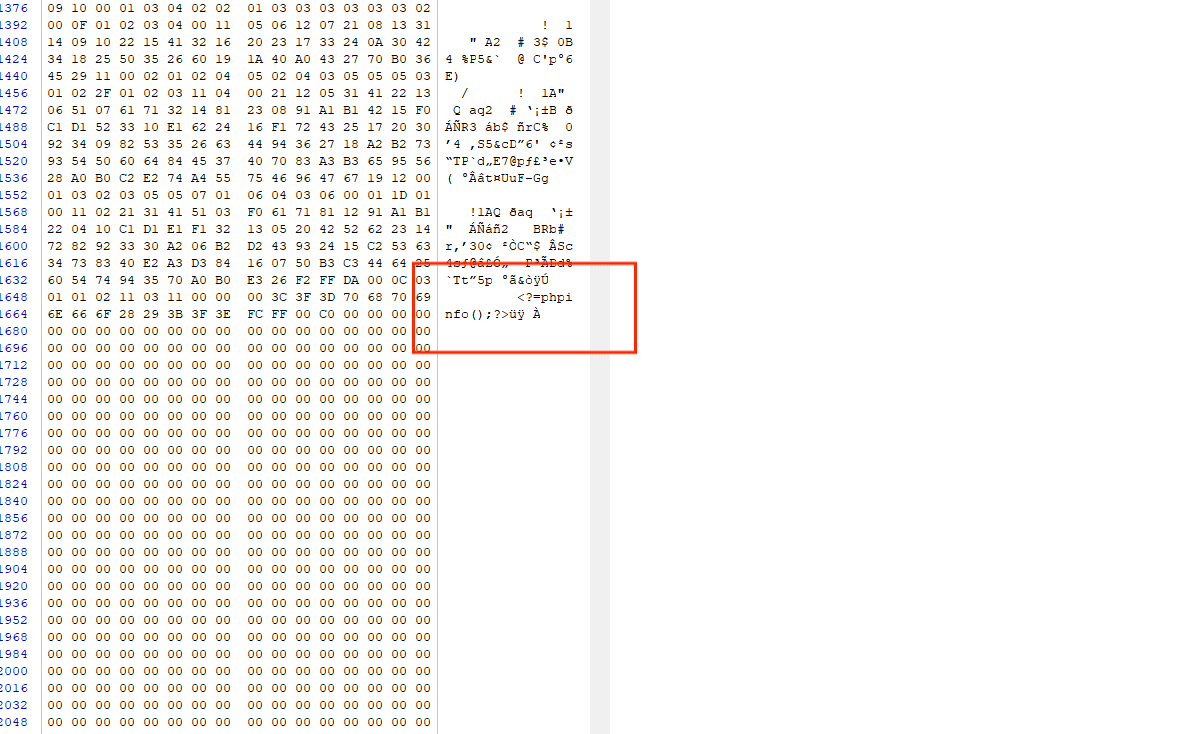 1376 09 10 00 01 03 04 02 02 01 03 03 03 03 03 03 02
1392 00 0F 01 02 03 04 00 11 05 06 12 07 21 08 13 31 ! 1
1408 14 09 10 22 15 41 32 16 20 23 17 33 24 0A 30 42 " A2 # 3$ 0B
1424 34 18 25 50 35 26 60 19 1A 40 A0 43 27 70 B0 36 4 %P5&` @ C'p°6
1440 45 29 11 00 02 01 02 04 05 02 04 03 05 05 05 03 E)
1456 01 02 2F 01 02 03 11 04 00 21 12 05 31 41 22 13 / ! 1A"
1472 06 51 07 61 71 32 14 81 23 08 91 A1 B1 42 15 F0 Q aq2 # ‘¡±B ð
1488 C1 D1 52 33 10 E1 62 24 16 F1 72 43 25 17 20 30 ÁÑR3 áb$ ñrC% 0
1504 92 34 09 82 53 35 26 63 44 94 36 27 18 A2 B2 73 ’4 ‚S5&cD”6' ¢²s
1520 93 54 50 60 64 84 45 37 40 70 83 A3 B3 65 95 56 “TP`d„E7@pƒ£³e•V
1536 28 A0 B0 C2 E2 74 A4 55 75 46 96 47 67 19 12 00 ( °Âât¤UuF–Gg
1552 01 03 02 03 05 05 07 01 06 04 03 06 00 01 1D 01
1568 00 11 02 21 31 41 51 03 F0 61 71 81 12 91 A1 B1 !1AQ ðaq ‘¡±
1584 22 04 10 C1 D1 E1 F1 32 13 05 20 42 52 62 23 14 " ÁÑáñ2 BRb#
1600 72 82 92 33 30 A2 06 B2 D2 43 93 24 15 C2 53 63 r‚’30¢ ²ÒC“$ ÂSc
1616 34 73 83 40 E2 A3 D3 84 16 07 50 B3 C3 44 64 25 4sƒ@â£Ó„ P³ÃDd%
1632 60 54 74 94 35 70 A0 B0 E3 26 F2 FF DA 00 0C 03 `Tt”5p °ã&òÿÚ
1648 01 01 02 11 03 11 00 00 00 3C 3F 3D 70 68 70 69 <?=phpi
1664 6E 66 6F 28 29 3B 3F 3E FC FF 00 C0 00 00 00 00 nfo();?>üÿ À
1680 00 00 00 00 00 00 00 00 00 00 00 00 00 00 00 00
1696 00 00 00 00 00 00 00 00 00 00 00 00 00 00 00 00
1712 00 00 00 00 00 00 00 00 00 00 00 00 00 00 00 00
1728 00 00 00 00 00 00 00 00 00 00 00 00 00 00 00 00
1744 00 00 00 00 00 00 00 00 00 00 00 00 00 00 00 00
1760 00 00 00 00 00 00 00 00 00 00 00 00 00 00 00 00
1776 00 00 00 00 00 00 00 00 00 00 00 00 00 00 00 00
1792 00 00 00 00 00 00 00 00 00 00 00 00 00 00 00 00
1808 00 00 00 00 00 00 00 00 00 00 00 00 00 00 00 00
1824 00 00 00 00 00 00 00 00 00 00 00 00 00 00 00 00
1840 00 00 00 00 00 00 00 00 00 00 00 00 00 00 00 00
1856 00 00 00 00 00 00 00 00 00 00 00 00 00 00 00 00
1872 00 00 00 00 00 00 00 00 00 00 00 00 00 00 00 00
1888 00 00 00 00 00 00 00 00 00 00 00 00 00 00 00 00
1904 00 00 00 00 00 00 00 00 00 00 00 00 00 00 00 00
1920 00 00 00 00 00 00 00 00 00 00 00 00 00 00 00 00
1936 00 00 00 00 00 00 00 00 00 00 00 00 00 00 00 00
1952 00 00 00 00 00 00 00 00 00 00 00 00 00 00 00 00
1968 00 00 00 00 00 00 00 00 00 00 00 00 00 00 00 00
1984 00 00 00 00 00 00 00 00 00 00 00 00 00 00 00 00
2000 00 00 00 00 00 00 00 00 00 00 00 00 00 00 00 00
2016 00 00 00 00 00 00 00 00 00 00 00 00 00 00 00 00
2032 00 00 00 00 00 00 00 00 00 00 00 00 00 00 00 00
2048 00 00 00 00 00 00 00 00 00 00 00 00 00 00 00 00